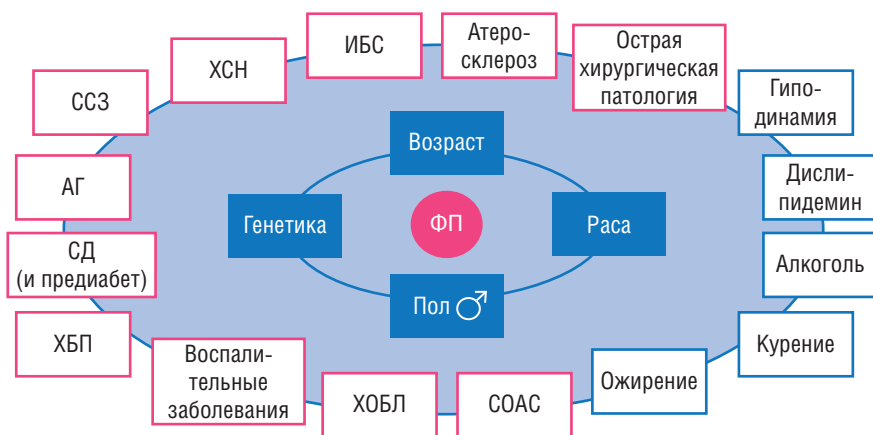 ИБС
Атеро-
склероз
Острая
хирургическая
патология
ХСН
Гипо-
динамия
ССЗ
Возраст
АГ
Дисли-
пидемин
Генетика
ФП
Раса
СД
(и предиабет)
Алкоголь
Пол ♂
ХБП
Курение
Воспали-
тельные
заболевания
ХОБЛ
СОАС
Ожирение